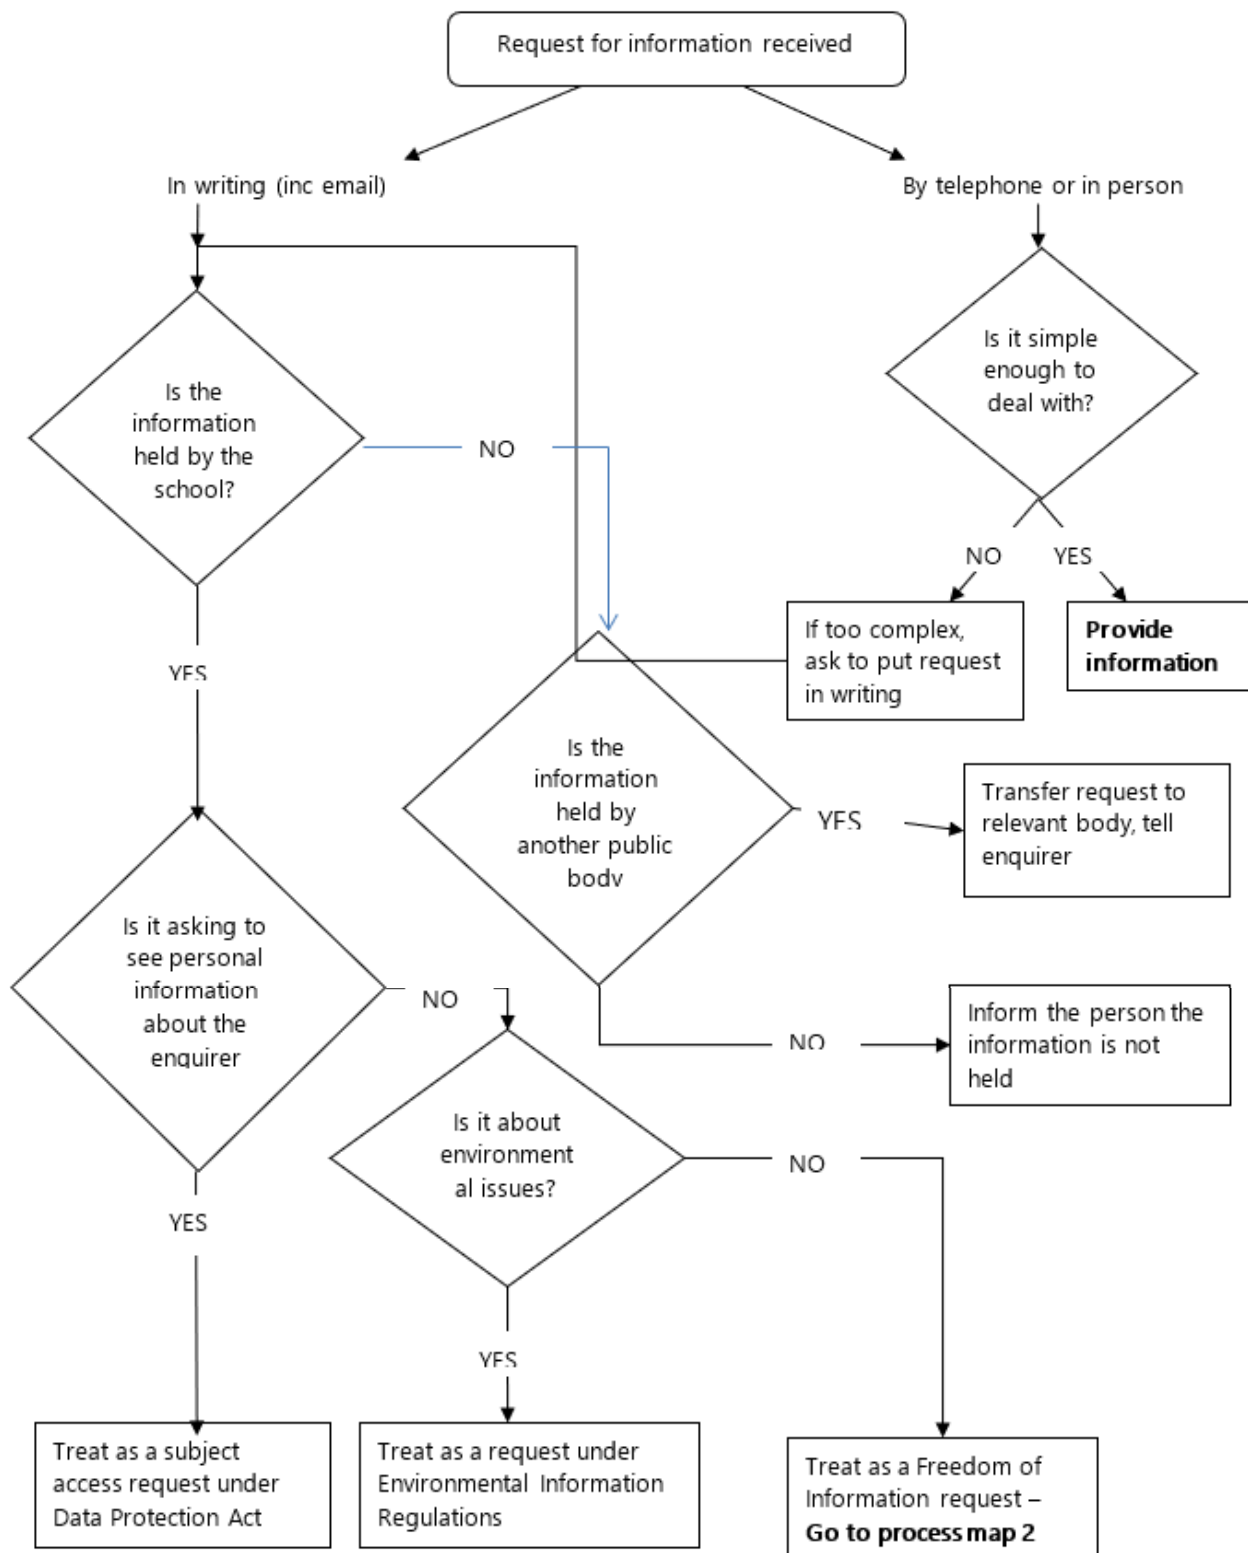 Request for information received
In writing (inc email)
By telephone or in person
Is it simple
enough to
deal with?
Is the
information
held by the
school?
NO
NO
YES
If too complex,
ask to put request
in writing
Provide
information
YES
Is the
information
held by
another public
body
YES
Transfer request to
relevant body, tell
enquirer
Is it asking to
see personal
information
about the
enquirer
NO
NO
Inform the person the
information is not
held
Is it about
environment
al issues?
NO
YES
YES
Treat as a subject
access request under
Data Protection Act
Treat as a request under
Environmental Information
Regulations
Treat as a Freedom of
Information request –
Go to process map 2